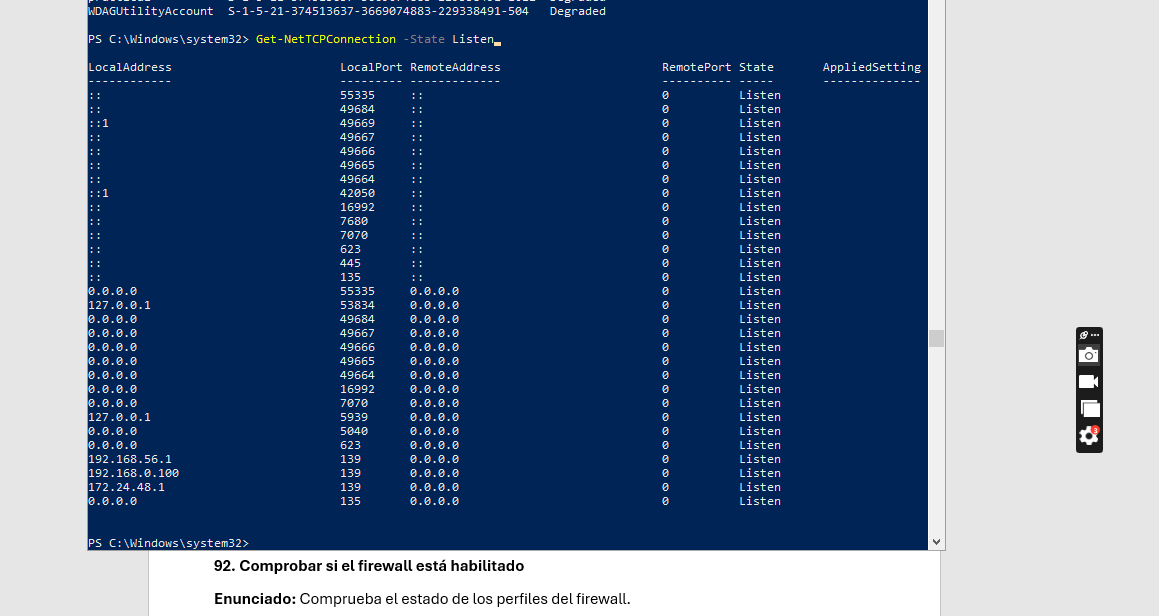 WDAGUtilityAccount S-1-5-21-374513637-3669074883-229338491-504 Degraded
PS C:\Windows\system32> Get-NetTCPConnection -State Listen
LocalAddress LocalPort RemoteAddress RemotePort State AppliedSetting
------------ --------- ------------- ---------- ----- --------------
:: 55335 :: 0 Listen
:: 49684 :: 0 Listen
::1 49669 :: 0 Listen
:: 49667 :: 0 Listen
:: 49666 :: 0 Listen
:: 49665 :: 0 Listen
:: 49664 :: 0 Listen
::1 42050 :: 0 Listen
:: 16992 :: 0 Listen
:: 7680 :: 0 Listen
:: 7070 :: 0 Listen
:: 623 :: 0 Listen
:: 445 :: 0 Listen
:: 135 :: 0 Listen
0.0.0.0 55335 0.0.0.0 0 Listen
127.0.0.1 53834 0.0.0.0 0 Listen
0.0.0.0 49684 0.0.0.0 0 Listen
0.0.0.0 49667 0.0.0.0 0 Listen
0.0.0.0 49666 0.0.0.0 0 Listen
0.0.0.0 49665 0.0.0.0 0 Listen
0.0.0.0 49664 0.0.0.0 0 Listen
0.0.0.0 16992 0.0.0.0 0 Listen
0.0.0.0 7070 0.0.0.0 0 Listen
127.0.0.1 5939 0.0.0.0 0 Listen
0.0.0.0 5040 0.0.0.0 0 Listen
0.0.0.0 623 0.0.0.0 0 Listen
192.168.56.1 139 0.0.0.0 0 Listen
192.168.0.100 139 0.0.0.0 0 Listen
172.24.48.1 139 0.0.0.0 0 Listen
0.0.0.0 135 0.0.0.0 0 Listen
PS C:\Windows\system32>
92. Comprobar si el firewall está habilitado
Enunciado: Comprueba el estado de los perfiles del firewall.
3